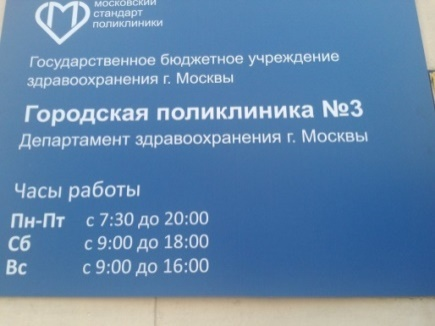 московский
стандарт
поликлиники
Государственное бюджетное учреждение
здравоохранения г. Москвы
Городская поликлиника №3
Департамент здравоохранения г. Москвы
Часы работы
Пн-Пт с 7:30 до 20:00
Сб с 9:00 до 18:00
Вс с 9:00 до 16:00